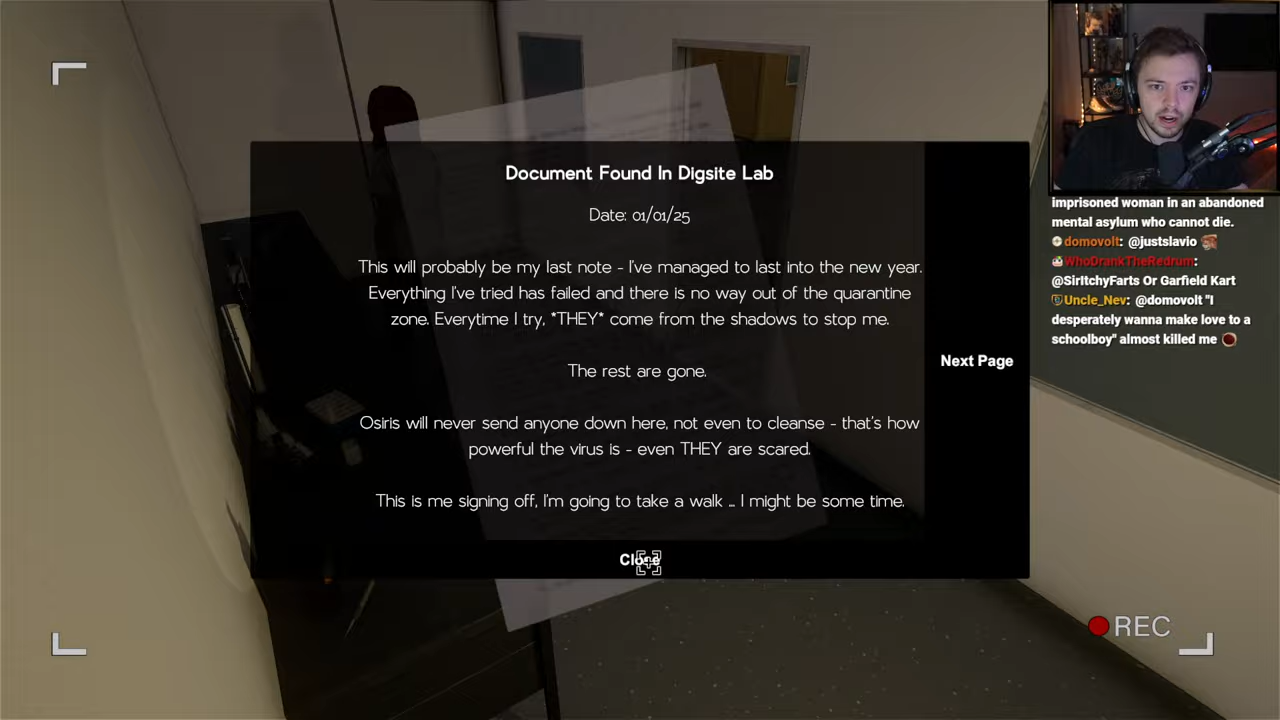 Document Found In Digsite Lab
Date: 01/01/25
This will probably be my last note - I've managed to last into the new year.
Everything I've tried has failed and there is no way out of the quarantine
zone. Everytime I try, *THEY* come from the shadows to stop me.
The rest are gone.
Osiris will never send anyone down here, not even to cleanse - that's how
powerful the virus is - even THEY are scared.
This is me signing off, I'm going to take a walk ... I might be some time.
Next Page
Close
REC
imprisoned woman in an abandoned
mental asylum who cannot die.
domovolt: @justslavio
WhoDrankTheRedrum:
@SirItchyFarts Or Garfield Kart
Uncle_Nev: @domovolt "I
desperately wanna make love to a
schoolboy" almost killed me